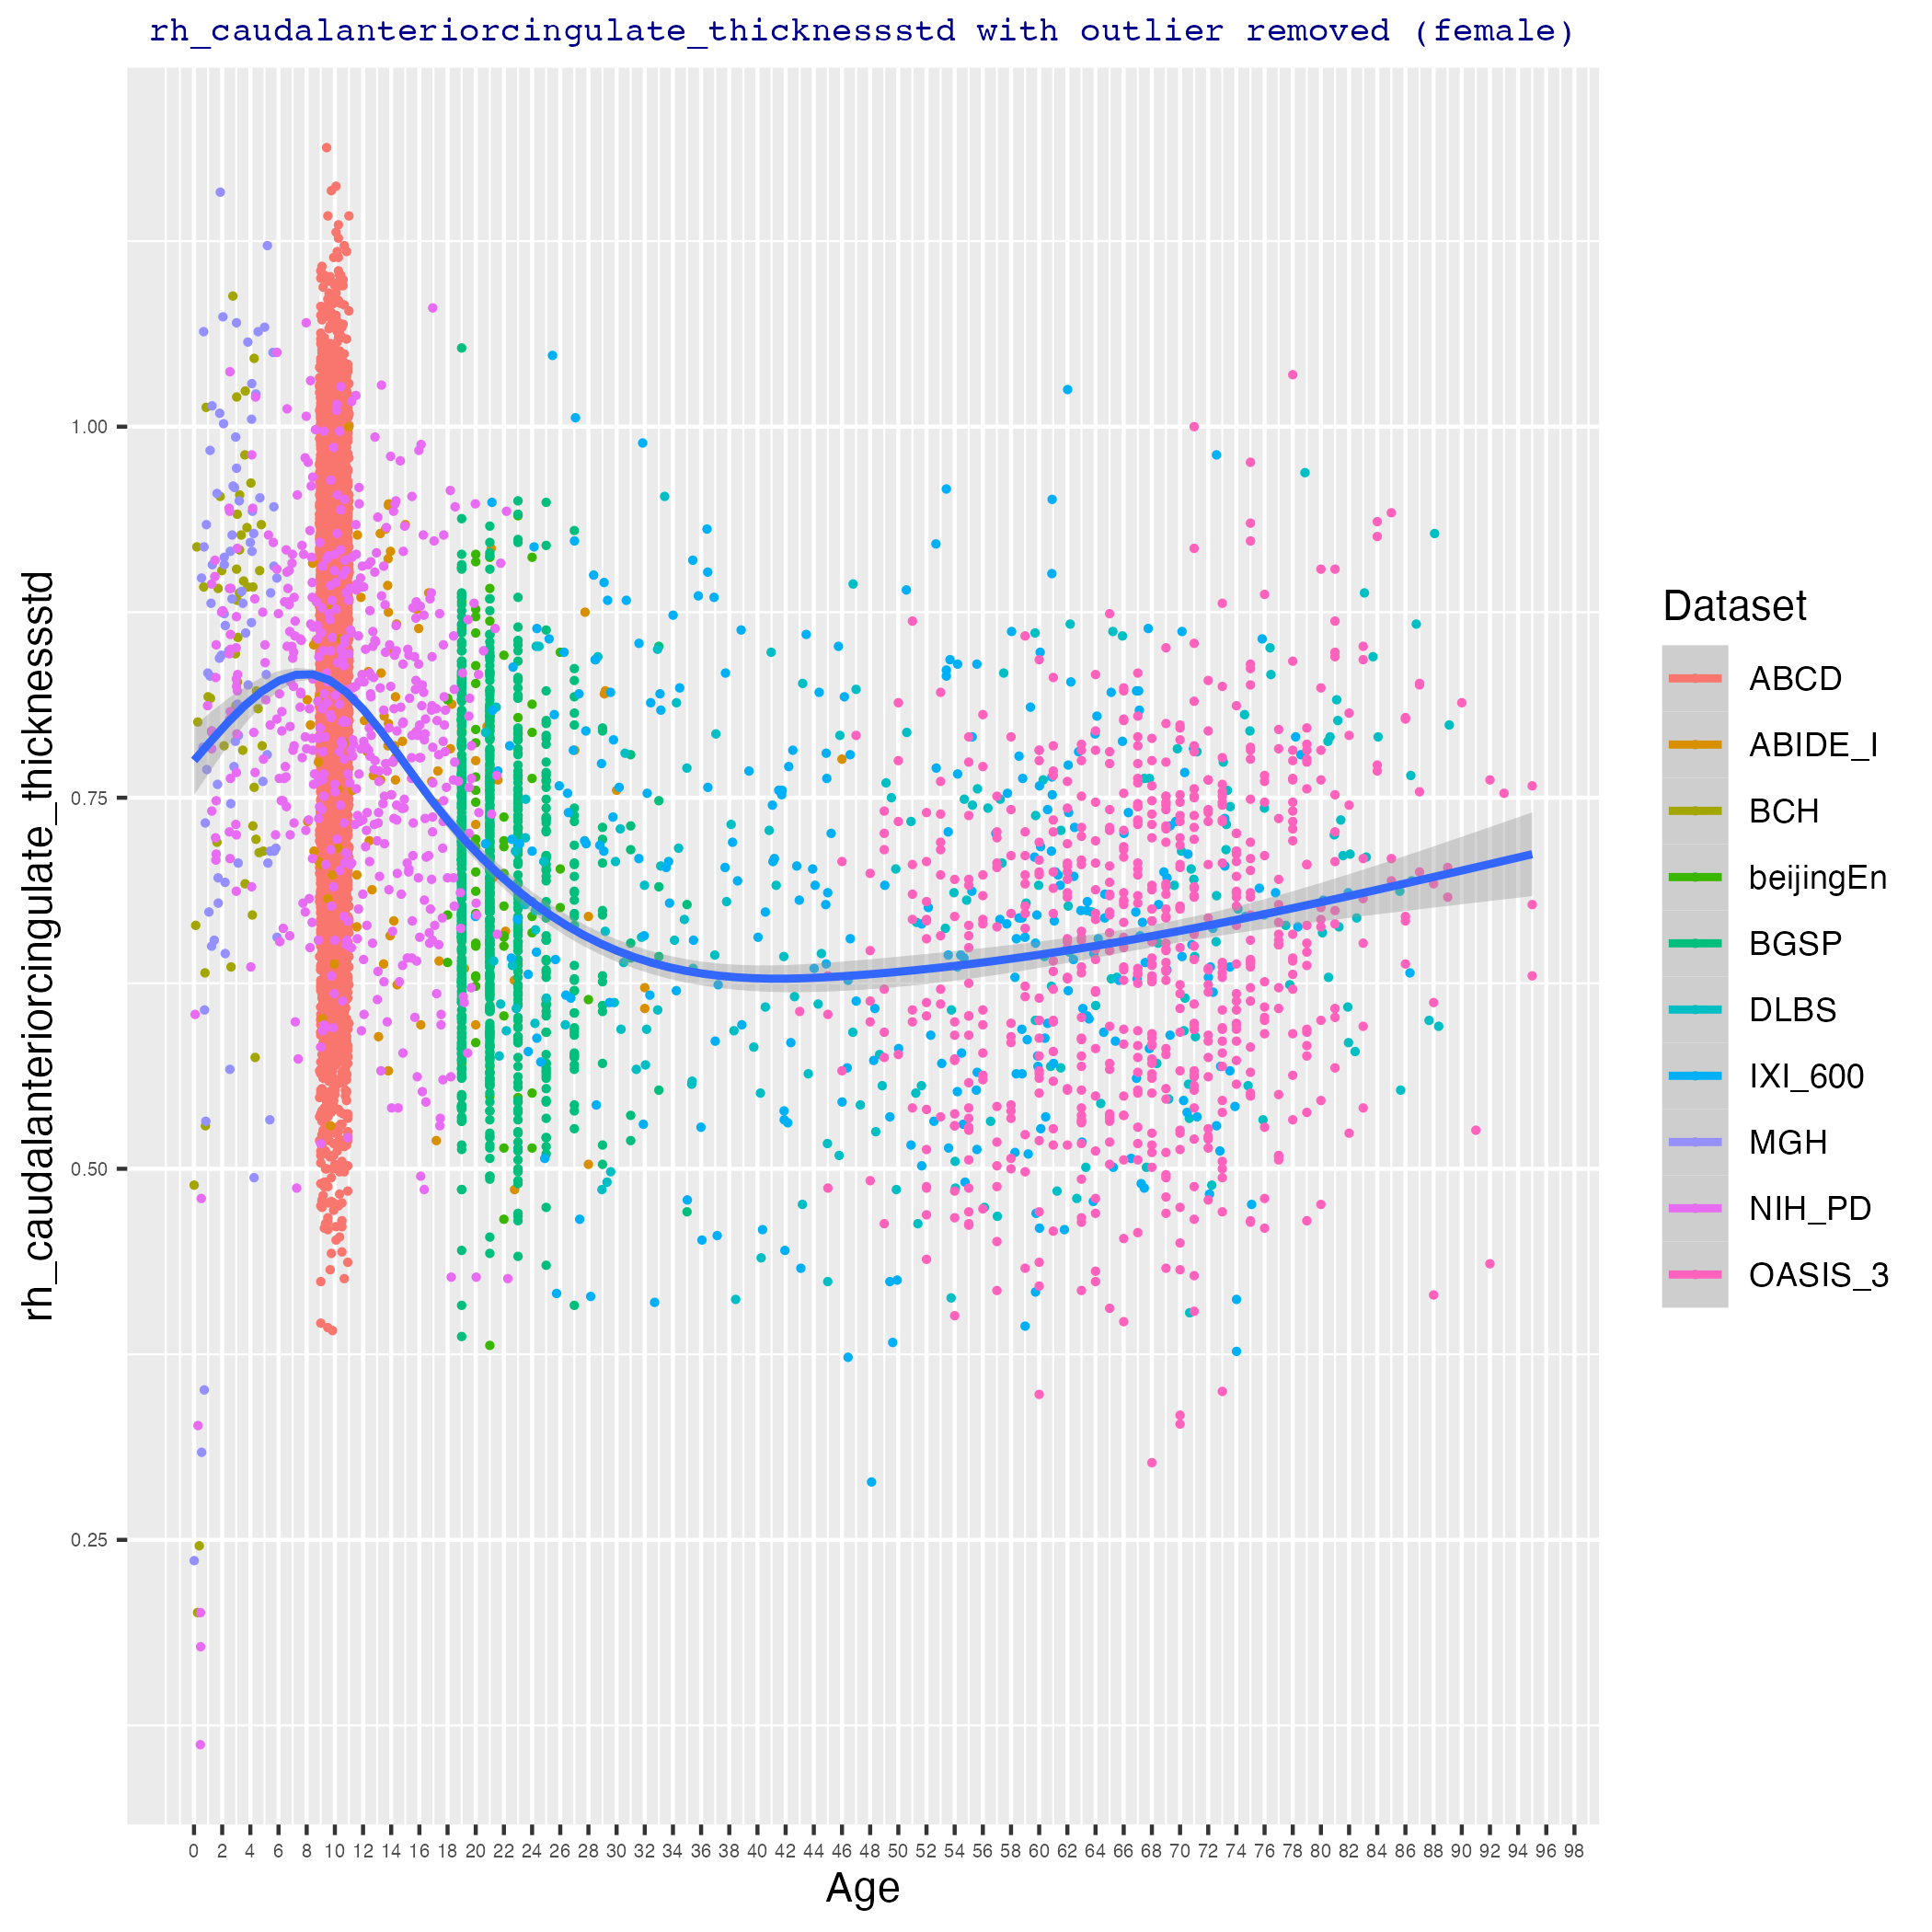 rh_caudalanteriorcingulate_thicknessstd with outlier removed (female)
rh_caudalanteriorcingulate_thicknessstd
1.00
0.75
0.50
0.25
0 2 4 6 8 10 12 14 16 18 20 22 24 26 28 30 32 34 36 38 40 42 44 46 48 50 52 54 56 58 60 62 64 66 68 70 72 74 76 78 80 82 84 86 88 90 92 94 96 98
Age
Dataset
ABCD
ABIDE_I
BCH
beijingEn
BGSP
DLBS
IXI_600
MGH
NIH_PD
OASIS_3